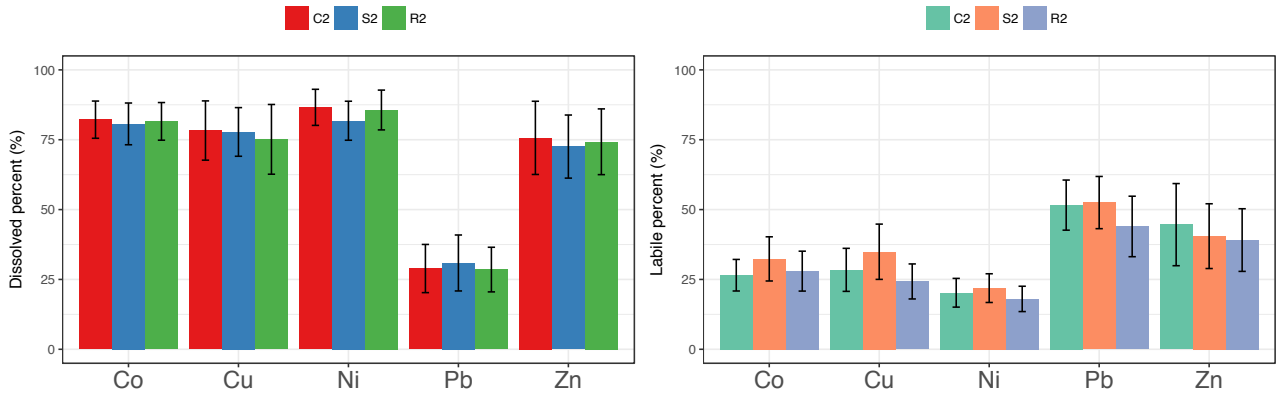 C2 S2 R2
Dissolved percent (%)
100
75
50
25
0
Co Cu Ni Pb Zn
C2 S2 R2
Labile percent (%)
100
75
50
25
0
Co Cu Ni Pb Zn